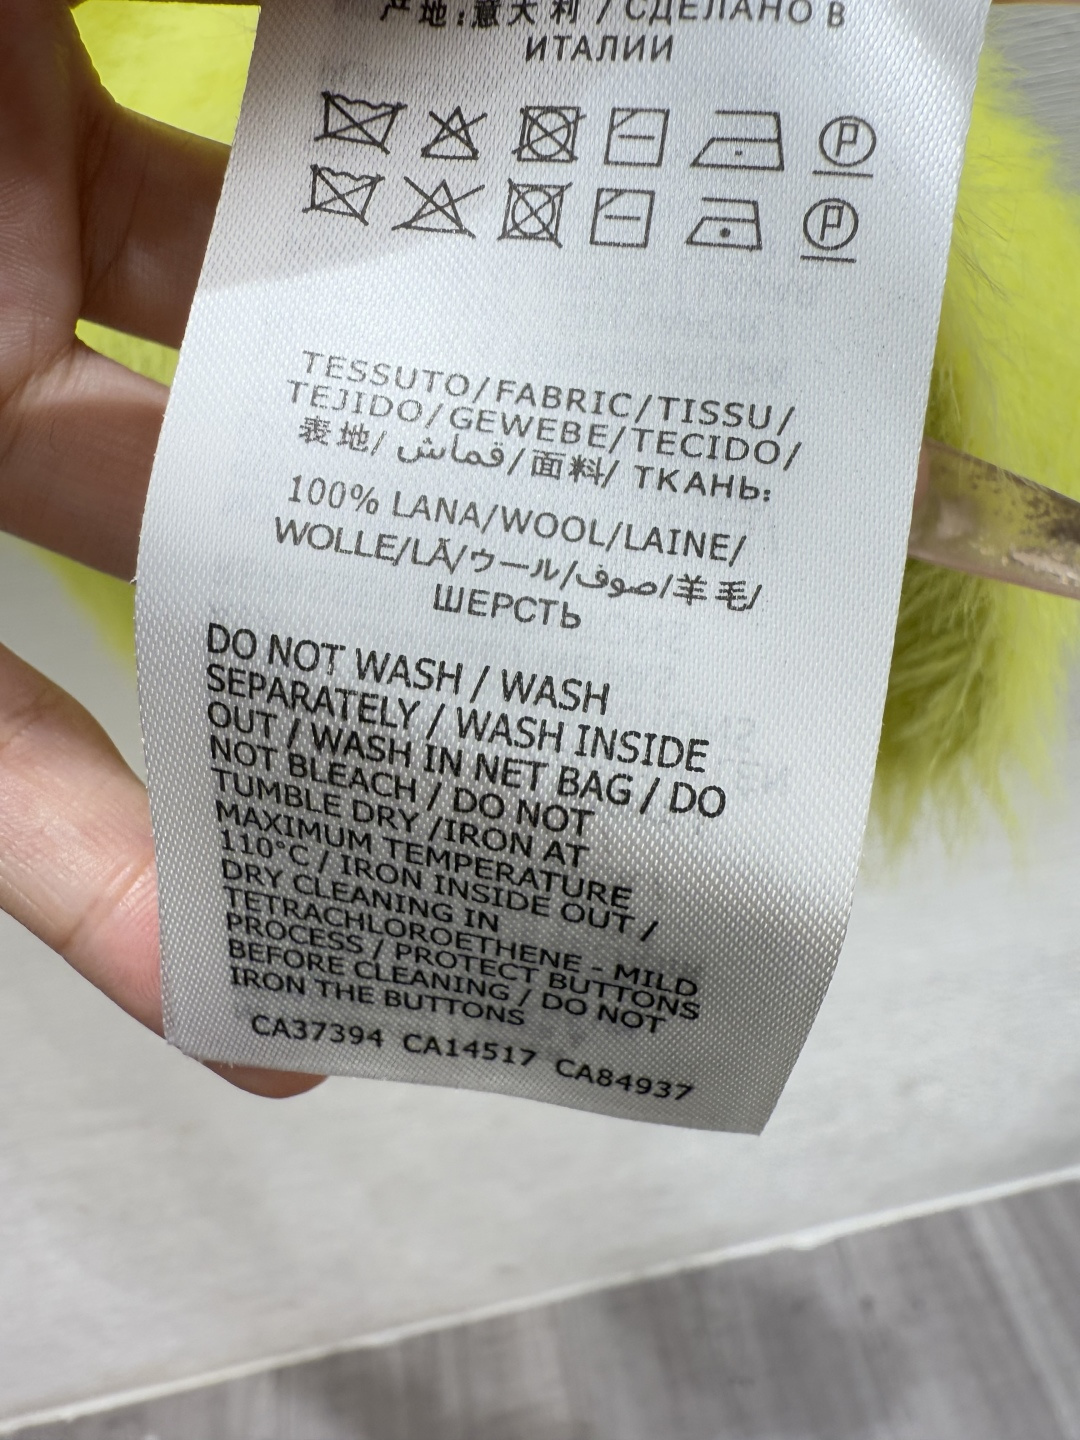 产地:意大利 / СДЕЛАНО В
ИТАЛИИ
P
P
TESSUTO/FABRIC/TISSU/
TEJIDO/GEWEBE/TECIDO/
表地/ قماش/面料/ ТКАНЬ:
100% LANA/WOOL/LAINE/
WOLLE/LÃ/ウール/صوف/羊毛/
ШЕРСТЬ
DO NOT WASH / WASH
SEPARATELY / WASH INSIDE
OUT / WASH IN NET BAG / DO
NOT BLEACH / DO NOT
TUMBLE DRY /IRON AT
MAXIMUM TEMPERATURE
110°C / IRON INSIDE OUT /
DRY CLEANING IN
TETRACHLOROETHENE - MILD
PROCESS / PROTECT BUTTONS
BEFORE CLEANING / DO NOT
IRON THE BUTTONS
CA37394 CA14517 CA84937